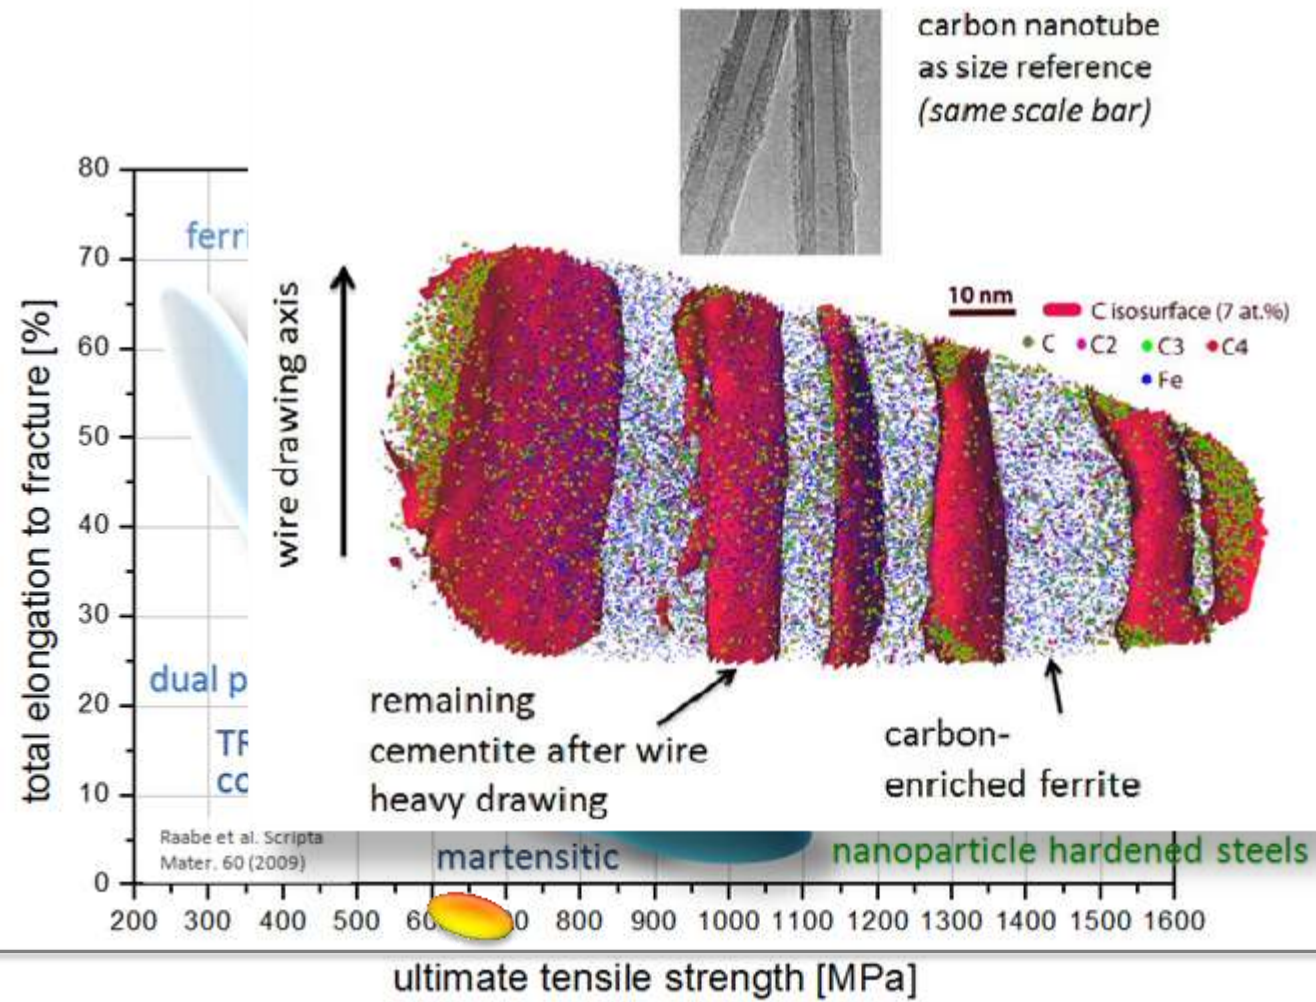 carbon nanotube
as size reference
(same scale bar)
80
70
60
50
40
30
20
10
0
total elongation to fracture [%]
wire drawing axis
10 nm
C isosurface (7 at.%)
C C2 C3 C4
Fe
dual
remaining
cementite after wire
heavy drawing
carbon-
enriched ferrite
Raabe et al. Scripta
Mater. 60 (2009)
martensitic
nanoparticle hardened steels
200 300 400 500 800 900 1000 1100 1200 1300 1400 1500 1600
ultimate tensile strength [MPa]